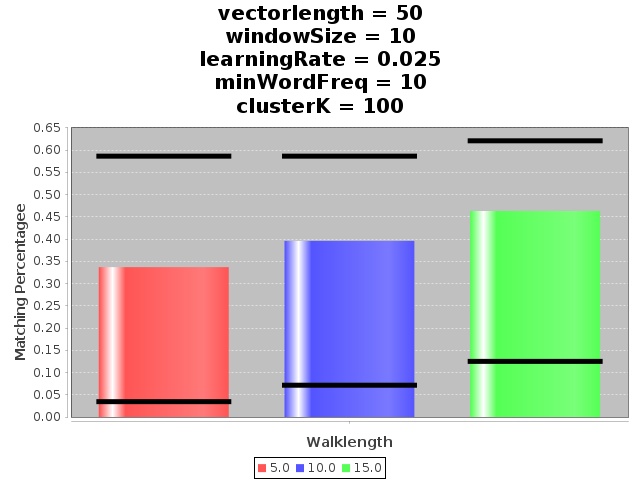 vectorlength = 50
windowSize = 10
learningRate = 0.025
minWordFreq = 10
clusterK = 100
Matching Percentagee
0.65
0.60
0.55
0.50
0.45
0.40
0.35
0.30
0.25
0.20
0.15
0.10
0.05
0.00
Walklength
5.0 10.0 15.0